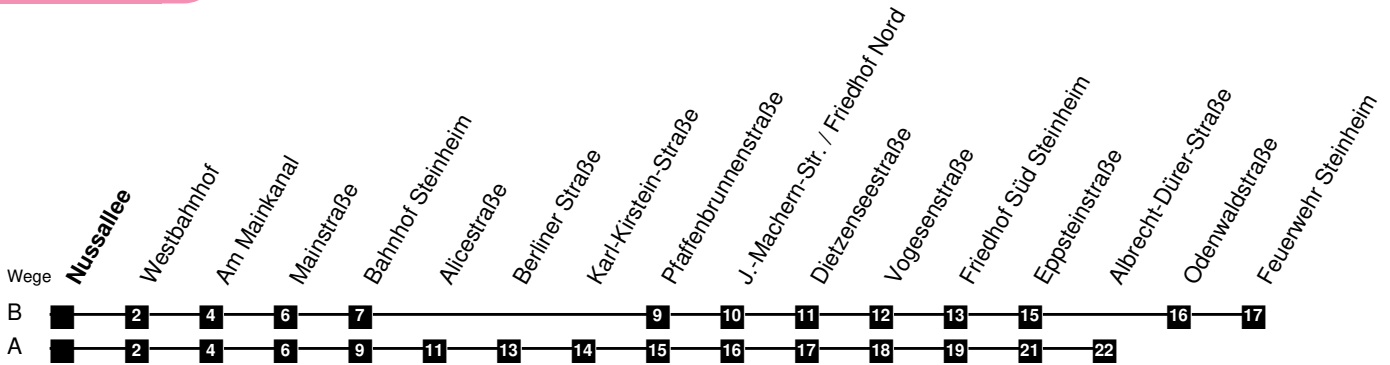 Nussallee
Westbahnhof
Am Mainkanal
Mainstraße
Bahnhof Steinheim
Alicestraße
Berliner Straße
Karl-Kirstein-Straße
Pfaffenbrunnenstraße
J.-Machern-Str. / Friedhof Nord
Dietzenseestraße
Vogesenstraße
Friedhof Süd Steinheim
Eppsteinstraße
Albrecht-Dürer-Straße
Odenwaldstraße
Feuerwehr Steinheim
Wege
B 2 4 6 7 9 10 11 12 13 15 16 17
A 2 4 6 9 11 13 14 15 16 17 18 19 21 22